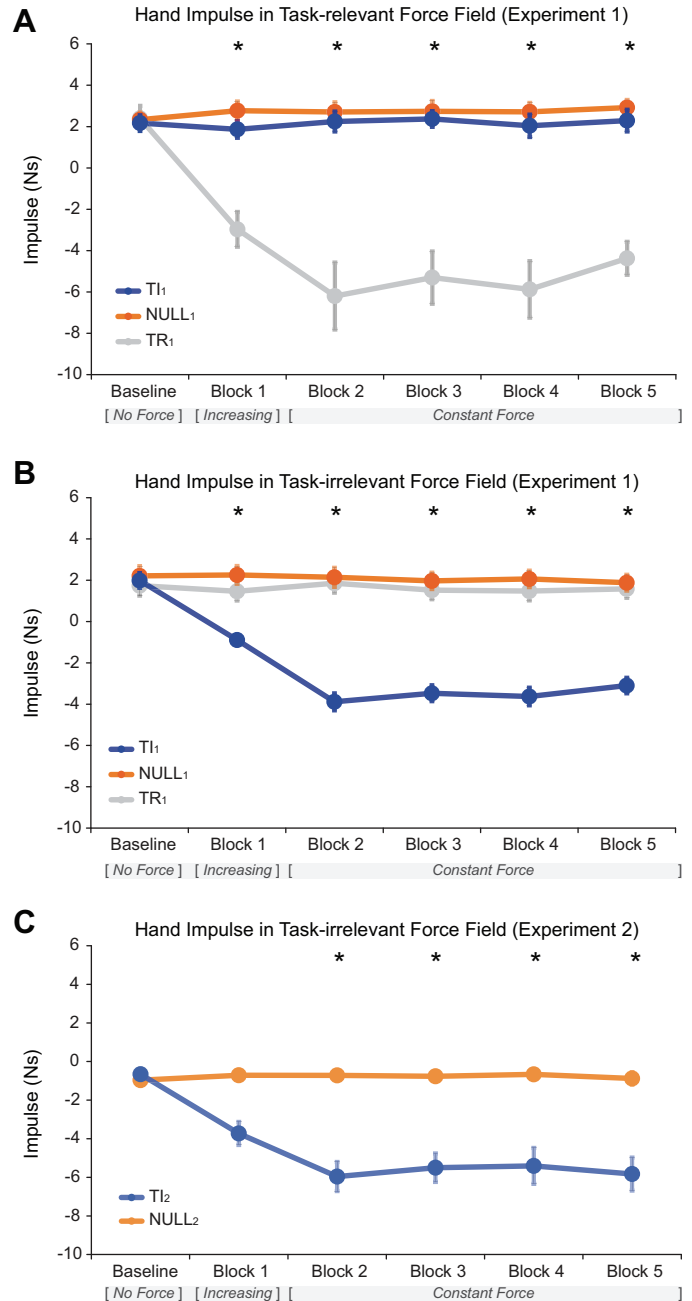 A
Hand Impulse in Task-relevant Force Field (Experiment 1)
6
* * * * *
4
2
0
-2
-4
-6
-8
-10
Impulse (Ns)
TI1
NULL1
TR1
Baseline Block 1 Block 2 Block 3 Block 4 Block 5
[ No Force ] [ Increasing ] [ Constant Force ]
B
Hand Impulse in Task-irrelevant Force Field (Experiment 1)
6
* * * * *
4
2
0
-2
-4
-6
-8
-10
Impulse (Ns)
TI1
NULL1
TR1
Baseline Block 1 Block 2 Block 3 Block 4 Block 5
[ No Force ] [ Increasing ] [ Constant Force ]
C
Hand Impulse in Task-irrelevant Force Field (Experiment 2)
6
* * * *
4
2
-0
-2
-4
-6
-8
-10
Impulse (Ns)
TI2
NULL2
Baseline Block 1 Block 2 Block 3 Block 4 Block 5
[ No Force ] [ Increasing ] [ Constant Force ]